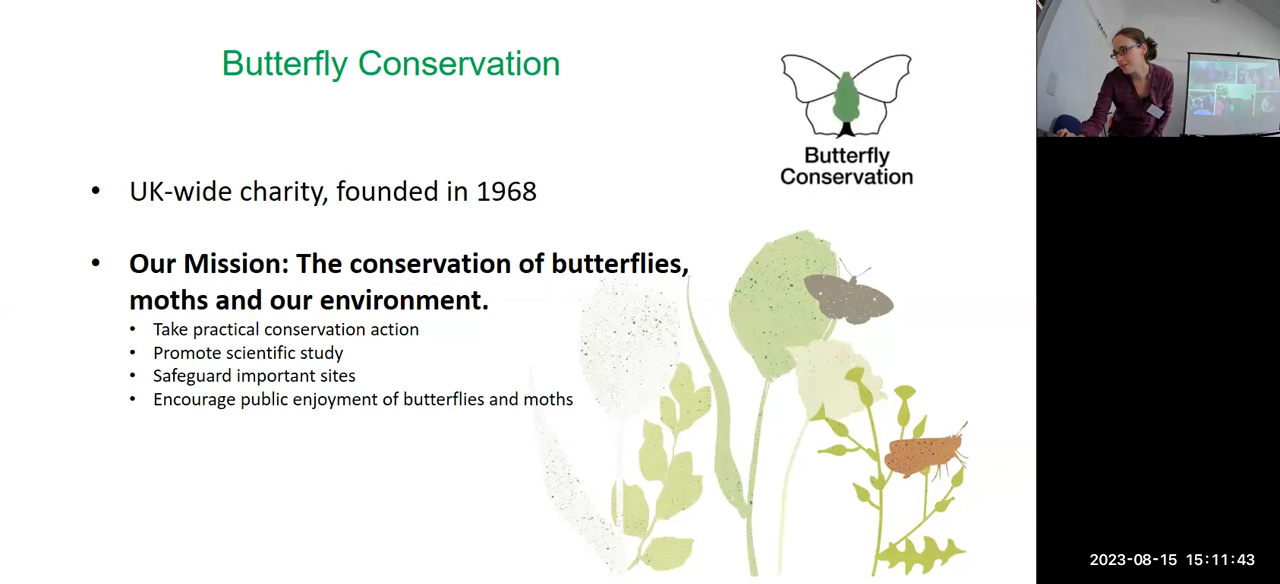 Butterfly Conservation
Butterfly
Conservation
• UK-wide charity, founded in 1968
• Our Mission: The conservation of butterflies,
moths and our environment.
• Take practical conservation action
• Promote scientific study
• Safeguard important sites
• Encourage public enjoyment of butterflies and moths
2023-08-15 15:11:43